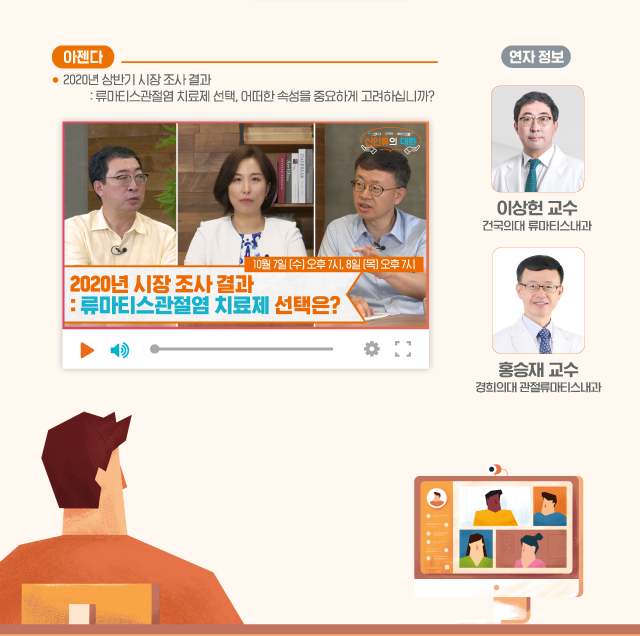 아젠다
2020년 상반기 시장 조사 결과
: 류마티스관절염 치료제 선택, 어떠한 속성을 중요하게 고려하십니까?
10월 7일 (수) 오후 7시, 8일 (목) 오후 7시
2020년 시장 조사 결과
: 류마티스관절염 치료제 선택은?
연자 정보
이상헌 교수
건국의대 류마티스내과
홍승재 교수
경희의대 관절류마티스내과